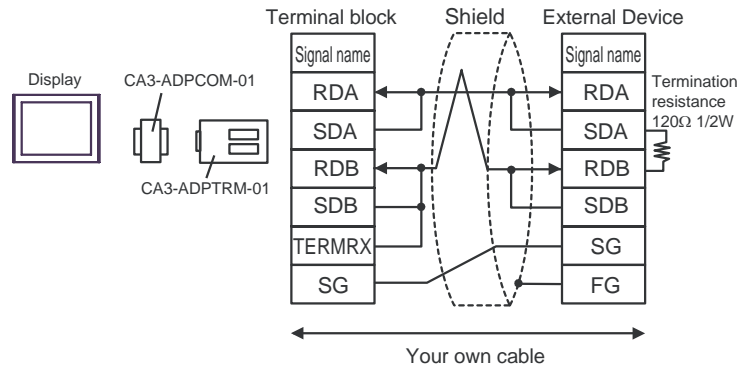 Terminal block
Shield
External Device
Display
CA3-ADPCOM-01
CA3-ADPTRM-01
Signal name
RDA
SDA
RDB
SDB
TERMRX
SG
Signal name
RDA
SDA
RDB
SDB
SG
FG
Termination
resistance
120Ω 1/2W
Your own cable